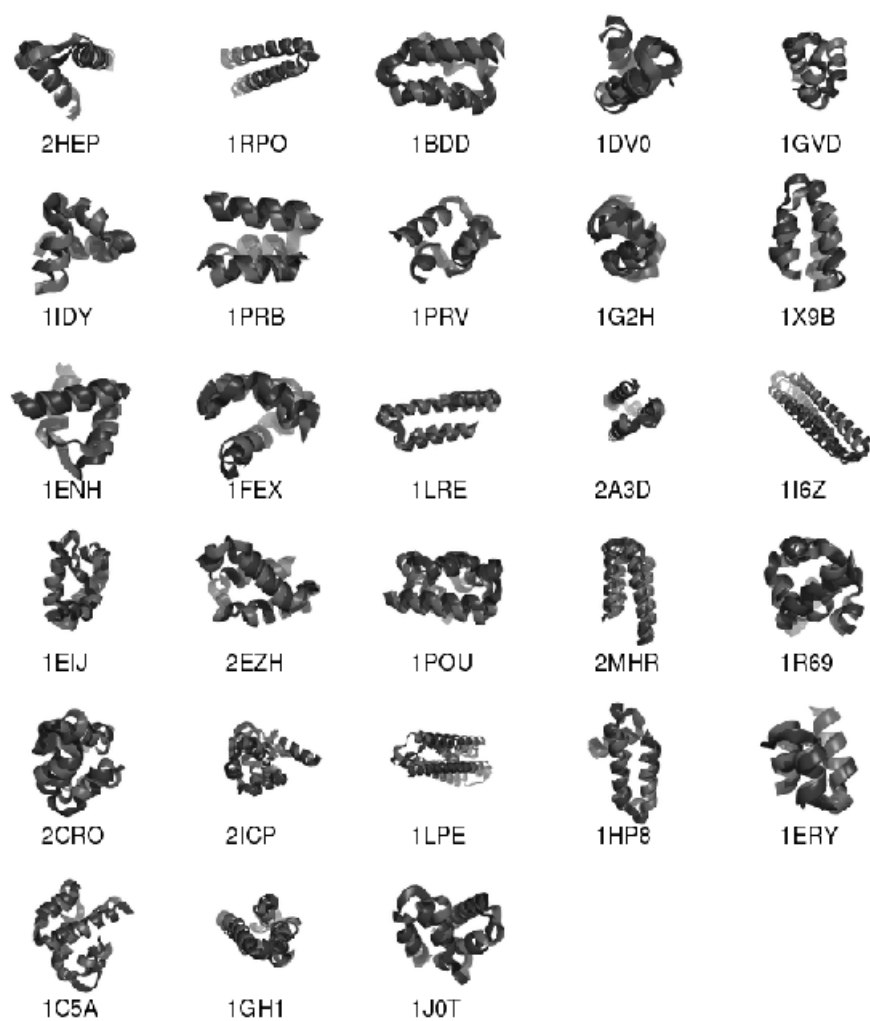 2HEP 1RPO 1BDD 1DV0 1GVD
1IDY 1PRB 1PRV 1G2H 1X9B
1ENH 1FEX 1LRE 2A3D 1I6Z
1EIJ 2EZH 1POU 2MHR 1R69
2CRO 2ICP 1LPE 1HP8 1ERY
1C5A 1GH1 1J0T